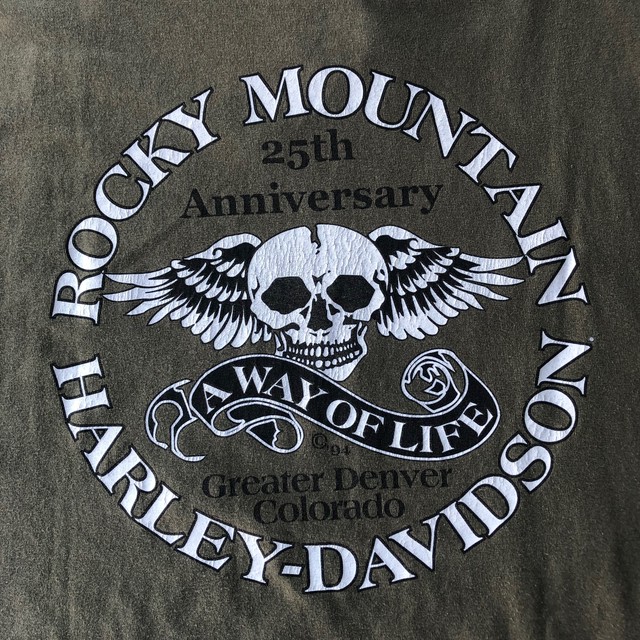 ROCKY MOUNTAIN
25th
Anniversary
A WAY OF LIFE
©94
Greater Denver
Colorado
HARLEY-DAVIDSON